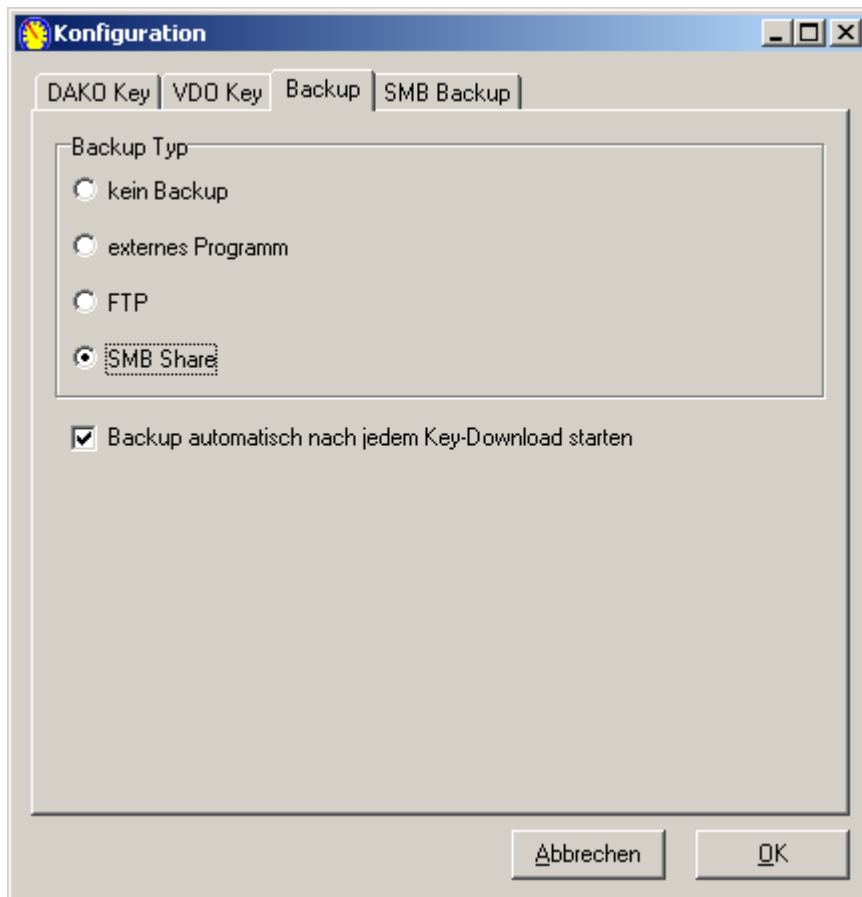 Konfiguration
DAKO Key VDO Key Backup SMB Backup
Backup Typ
kein Backup
externes Programm
FTP
SMB Share
Backup automatisch nach jedem Key-Download starten
Abbrechen OK